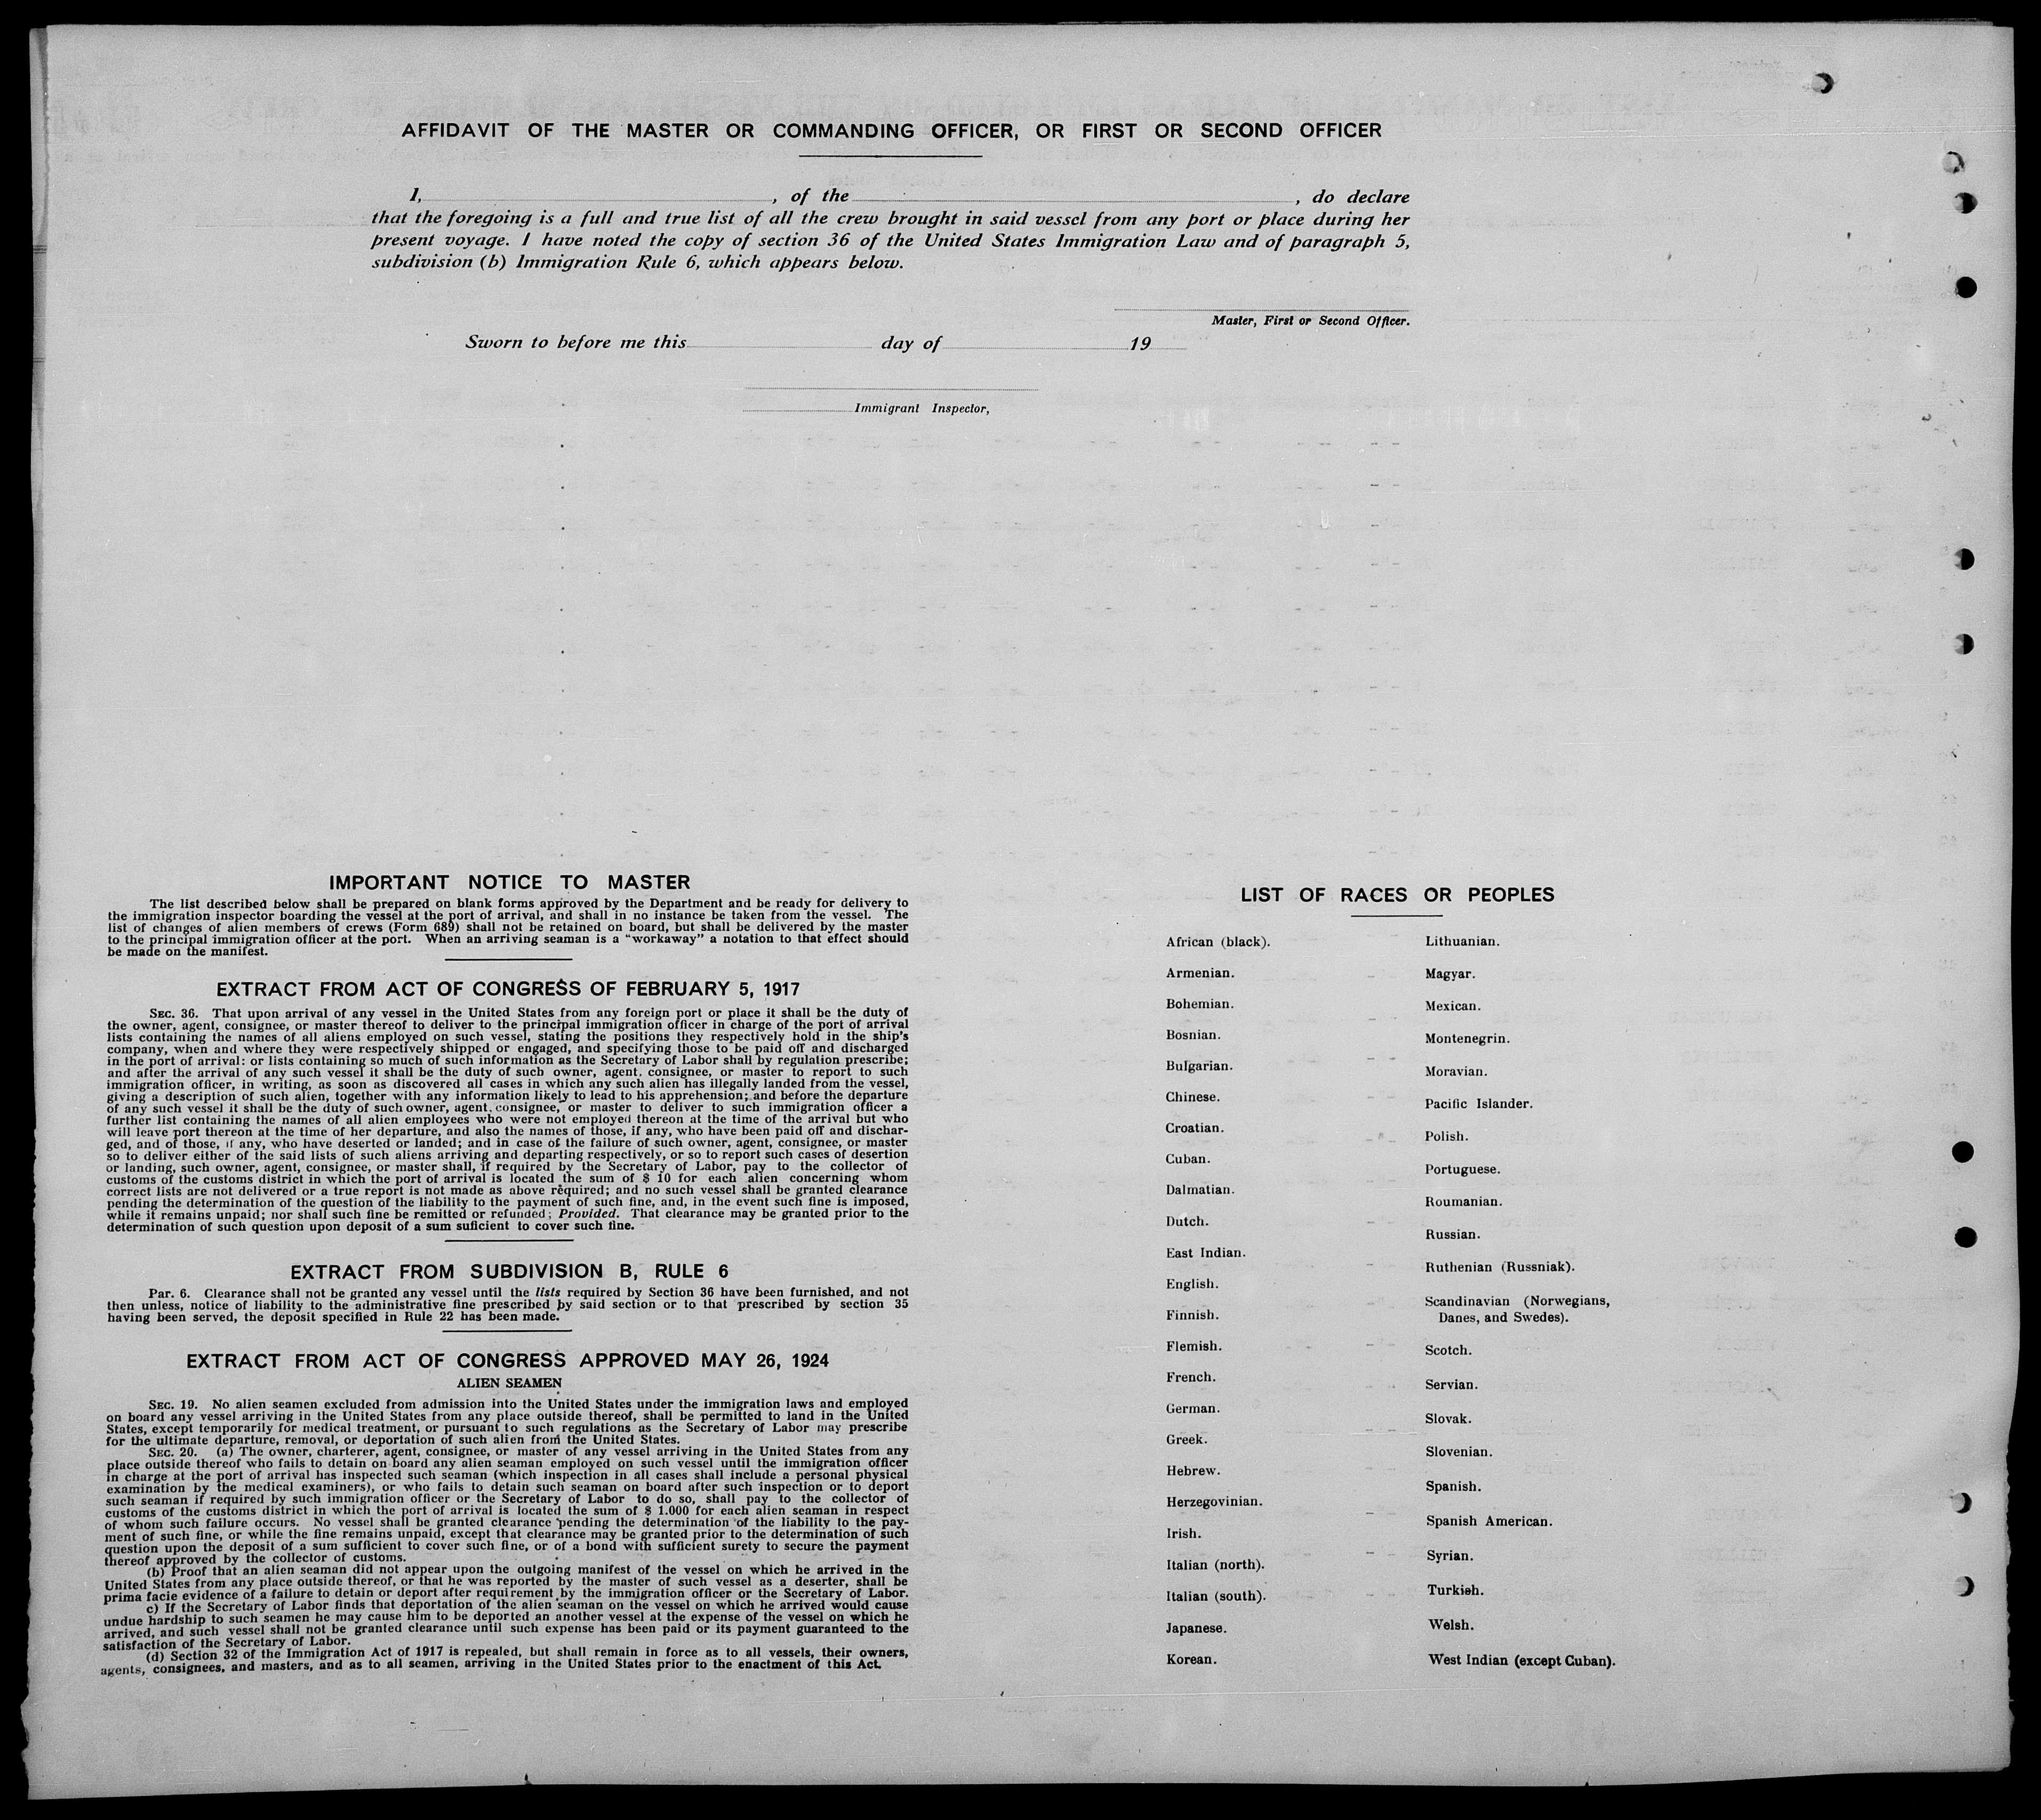 AFFIDAVIT OF THE MASTER OR COMMANDING OFFICER, OR FIRST OR SECOND OFFICER
I, , of the , do declare
that the foregoing is a full and true list of all the crew brought in said vessel from any port or place during her
present voyage. I have noted the copy of section 36 of the United States Immigration Law and of paragraph 5,
subdivision (b) Immigration Rule 6, which appears below.
Master, First or Second Officer.
Sworn to before me this day of 19
Immigrant Inspector,
IMPORTANT NOTICE TO MASTER
The list described below shall be prepared on blank forms approved by the Department and be ready for delivery to
the immigration inspector boarding the vessel at the port of arrival, and shall in no instance be taken from the vessel. The
list of changes of alien members of crews (Form 689) shall not be retained on board, but shall be delivered by the master
to the principal immigration officer at the port. When an arriving seaman is a "workaway" a notation to that effect should
be made on the manifest.
EXTRACT FROM ACT OF CONGRESS OF FEBRUARY 5, 1917
SEC. 36. That upon arrival of any vessel in the United States from any foreign port or place it shall be the duty of
the owner, agent, consignee, or master thereof to deliver to the principal immigration officer in charge of the port of arrival
lists containing the names of all aliens employed on such vessel, stating the positions they respectively hold in the ship's
company, when and where they were respectively shipped or engaged, and specifying those to be paid off and discharged
in the port of arrival: or lists containing so much of such information as the Secretary of Labor shall by regulation prescribe;
and after the arrival of any such vessel it shall be the duty of such owner, agent, consignee, or master to report to such
immigration officer, in writing, as soon as discovered all cases in which any such alien has illegally landed from the vessel,
giving a description of such alien, together with any information likely to lead to his apprehension; and before the departure
of any such vessel it shall be the duty of such owner, agent, consignee, or master to deliver to such immigration officer a
further list containing the names of all alien employees who were not employed thereon at the time of the arrival but who
will leave port thereon at the time of her departure, and also the names of those, if any, who have been paid off and dischar-
ged, and of those, if any, who have deserted or landed; and in case of the failure of such owner, agent, consignee, or master
so to deliver either of the said lists of such aliens arriving and departing respectively, or so to report such cases of desertion
or landing, such owner, agent, consignee, or master shall, if required by the Secretary of Labor, pay to the collector of
customs of the customs district in which the port of arrival is located the sum of $ 10 for each alien concerning whom
correct lists are not delivered or a true report is not made as above required; and no such vessel shall be granted clearance
pending the determination of the question of the liability to the payment of such fine, and, in the event such fine is imposed,
while it remains unpaid; nor shall such fine be remitted or refunded; Provided. That clearance may be granted prior to the
determination of such question upon deposit of a sum suficient to cover such fine.
EXTRACT FROM SUBDIVISION B, RULE 6
Par. 6. Clearance shall not be granted any vessel until the lists required by Section 36 have been furnished, and not
then unless, notice of liability to the administrative fine prescribed by said section or to that prescribed by section 35
having been served, the deposit specified in Rule 22 has been made.
EXTRACT FROM ACT OF CONGRESS APPROVED MAY 26, 1924
ALIEN SEAMEN
SEC. 19. No alien seamen excluded from admission into the United States under the immigration laws and employed
on board any vessel arriving in the United States from any place outside thereof, shall be permitted to land in the United
States, except temporarily for medical treatment, or pursuant to such regulations as the Secretary of Labor may prescribe
for the ultimate departure, removal, or deportation of such alien from the United States.
SEC. 20. (a) The owner, charterer, agent, consignee, or master of any vessel arriving in the United States from any
place outside thereof who fails to detain on board any alien seaman employed on such vessel until the immigration officer
in charge at the port of arrival has inspected such seaman (which inspection in all cases shall include a personal physical
examination by the medical examiners), or who fails to detain such seaman on board after such inspection or to deport
such seaman if required by such immigration officer or the Secretary of Labor to do so, shall pay to the collector of
customs of the customs district in which the port of arrival is located the sum of $ 1.000 for each alien seaman in respect
of whom such failure occurs. No vessel shall be granted clearance pending the determination of the liability to the pay-
ment of such fine, or while the fine remains unpaid, except that clearance may be granted prior to the determination of such
question upon the deposit of a sum sufficient to cover such fine, or of a bond with sufficient surety to secure the payment
thereof approved by the collector of customs.
(b) Proof that an alien seaman did not appear upon the outgoing manifest of the vessel on which he arrived in the
United States from any place outside thereof, or that he was reported by the master of such vessel as a deserter, shall be
prima facie evidence of a failure to detain or deport after requirement by the immigration officer or the Secretary of Labor.
c) If the Secretary of Labor finds that deportation of the alien seaman on the vessel on which he arrived would cause
undue hardship to such seamen he may cause him to be deported an another vessel at the expense of the vessel on which he
arrived, and such vessel shall not be granted clearance until such expense has been paid or its payment guaranteed to the
satisfaction of the Secretary of Labor.
(d) Section 32 of the Immigration Act of 1917 is repealed, but shall remain in force as to all vessels, their owners,
agents, consignees, and masters, and as to all seamen, arriving in the United States prior to the enactment of this Act.
LIST OF RACES OR PEOPLES
African (black).
Armenian.
Bohemian.
Bosnian.
Bulgarian.
Chinese.
Croatian.
Cuban.
Dalmatian.
Dutch.
East Indian.
English.
Finnish.
Flemish.
French.
German.
Greek.
Hebrew.
Herzegovinian.
Irish.
Italian (north).
Italian (south).
Japanese.
Korean.
Lithuanian.
Magyar.
Mexican.
Montenegrin.
Moravian.
Pacific Islander.
Polish.
Portuguese.
Roumanian.
Russian.
Ruthenian (Russniak).
Scandinavian (Norwegians,
Danes, and Swedes).
Scotch.
Servian.
Slovak.
Slovenian.
Spanish.
Spanish American.
Syrian.
Turkish.
Welsh.
West Indian (except Cuban).